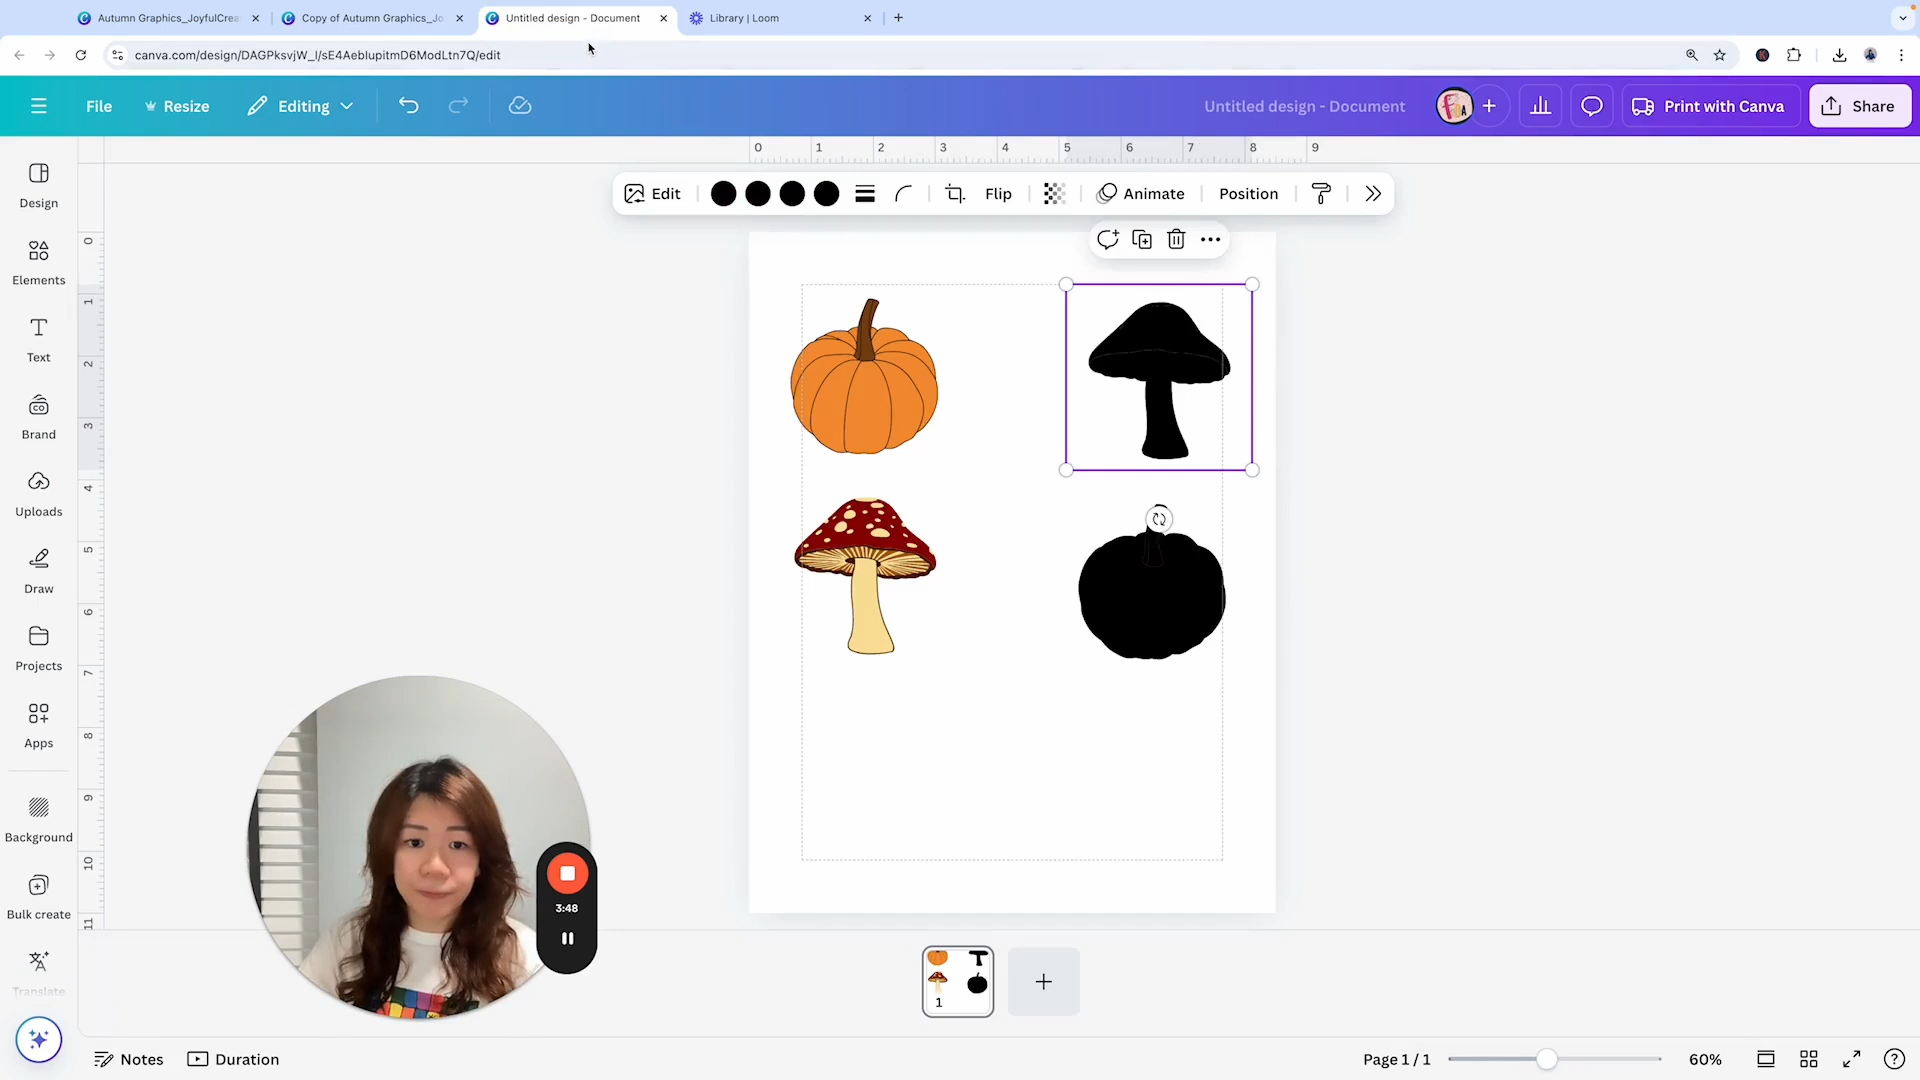 Autumn Graphics_JoyfulCrea
Copy of Autumn Graphics_Jo
Untitled design - Document
Library | Loom
canva.com/design/DAGPksvjW_I/sE4AebIupitmD6ModLtn7Q/edit
File
Resize
Editing
Untitled design - Document
Print with Canva
Share
0 1 2 3 4 5 6 7 8 9
Edit
Flip
Animate
Position
Design
Elements
Text
Brand
Uploads
Draw
Projects
Apps
Background
Bulk create
Translate
0
1
2
3
4
5
6
7
8
9
10
11
3:48
1
Notes
Duration
Page 1 / 1
60%